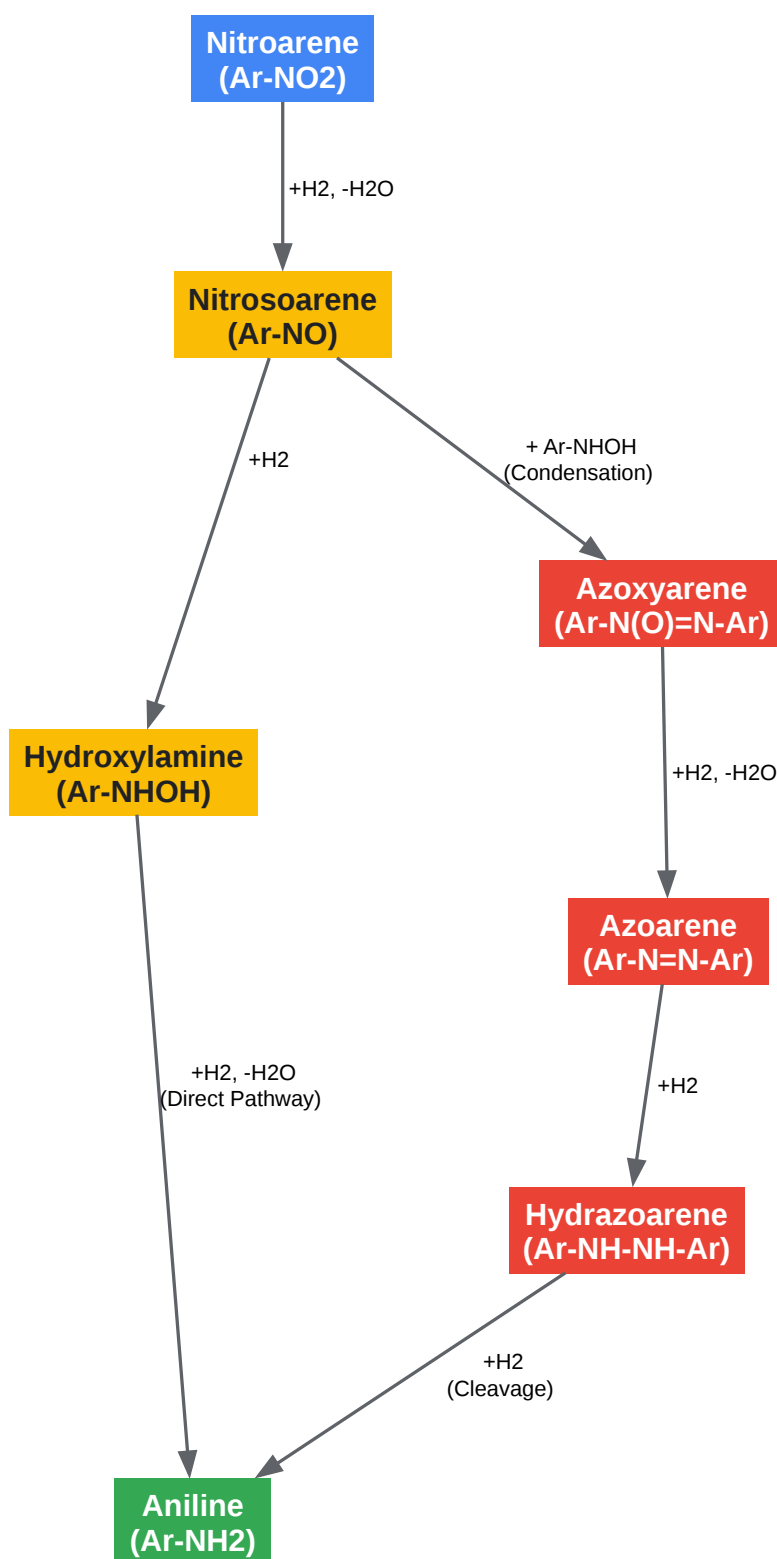 Nitroarene
(Ar-NO2)
+H2, -H2O
Nitrosoarene
(Ar-NO)
+H2
+ Ar-NHOH
(Condensation)
Azoxyarene
(Ar-N(O)=N-Ar)
Hydroxylamine
(Ar-NHOH)
+H2, -H2O
Azoarene
(Ar-N=N-Ar)
+H2, -H2O
(Direct Pathway)
+H2
Hydrazoarene
(Ar-NH-NH-Ar)
+H2
(Cleavage)
Aniline
(Ar-NH2)